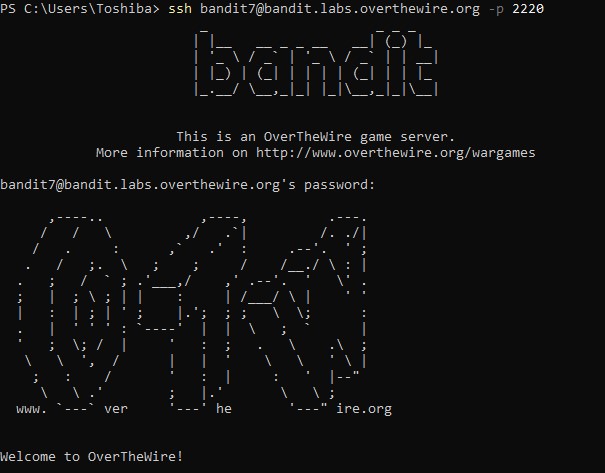 PS C:\Users\Toshiba> ssh bandit7@bandit.labs.overthewire.org -p 2220
bandit
This is an OverTheWire game server.
More information on http://www.overthewire.org/wargames
bandit7@bandit.labs.overthewire.org's password:
www. ver he ire.org
Welcome to OverTheWire!